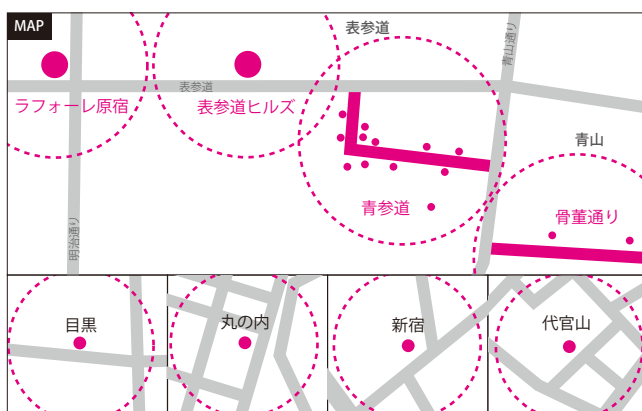 MAP
表参道
青山通り
表参道
ラフォーレ原宿
表参道ヒルズ
青山
青参道
骨董通り
明治通り
目黒
丸の内
新宿
代官山